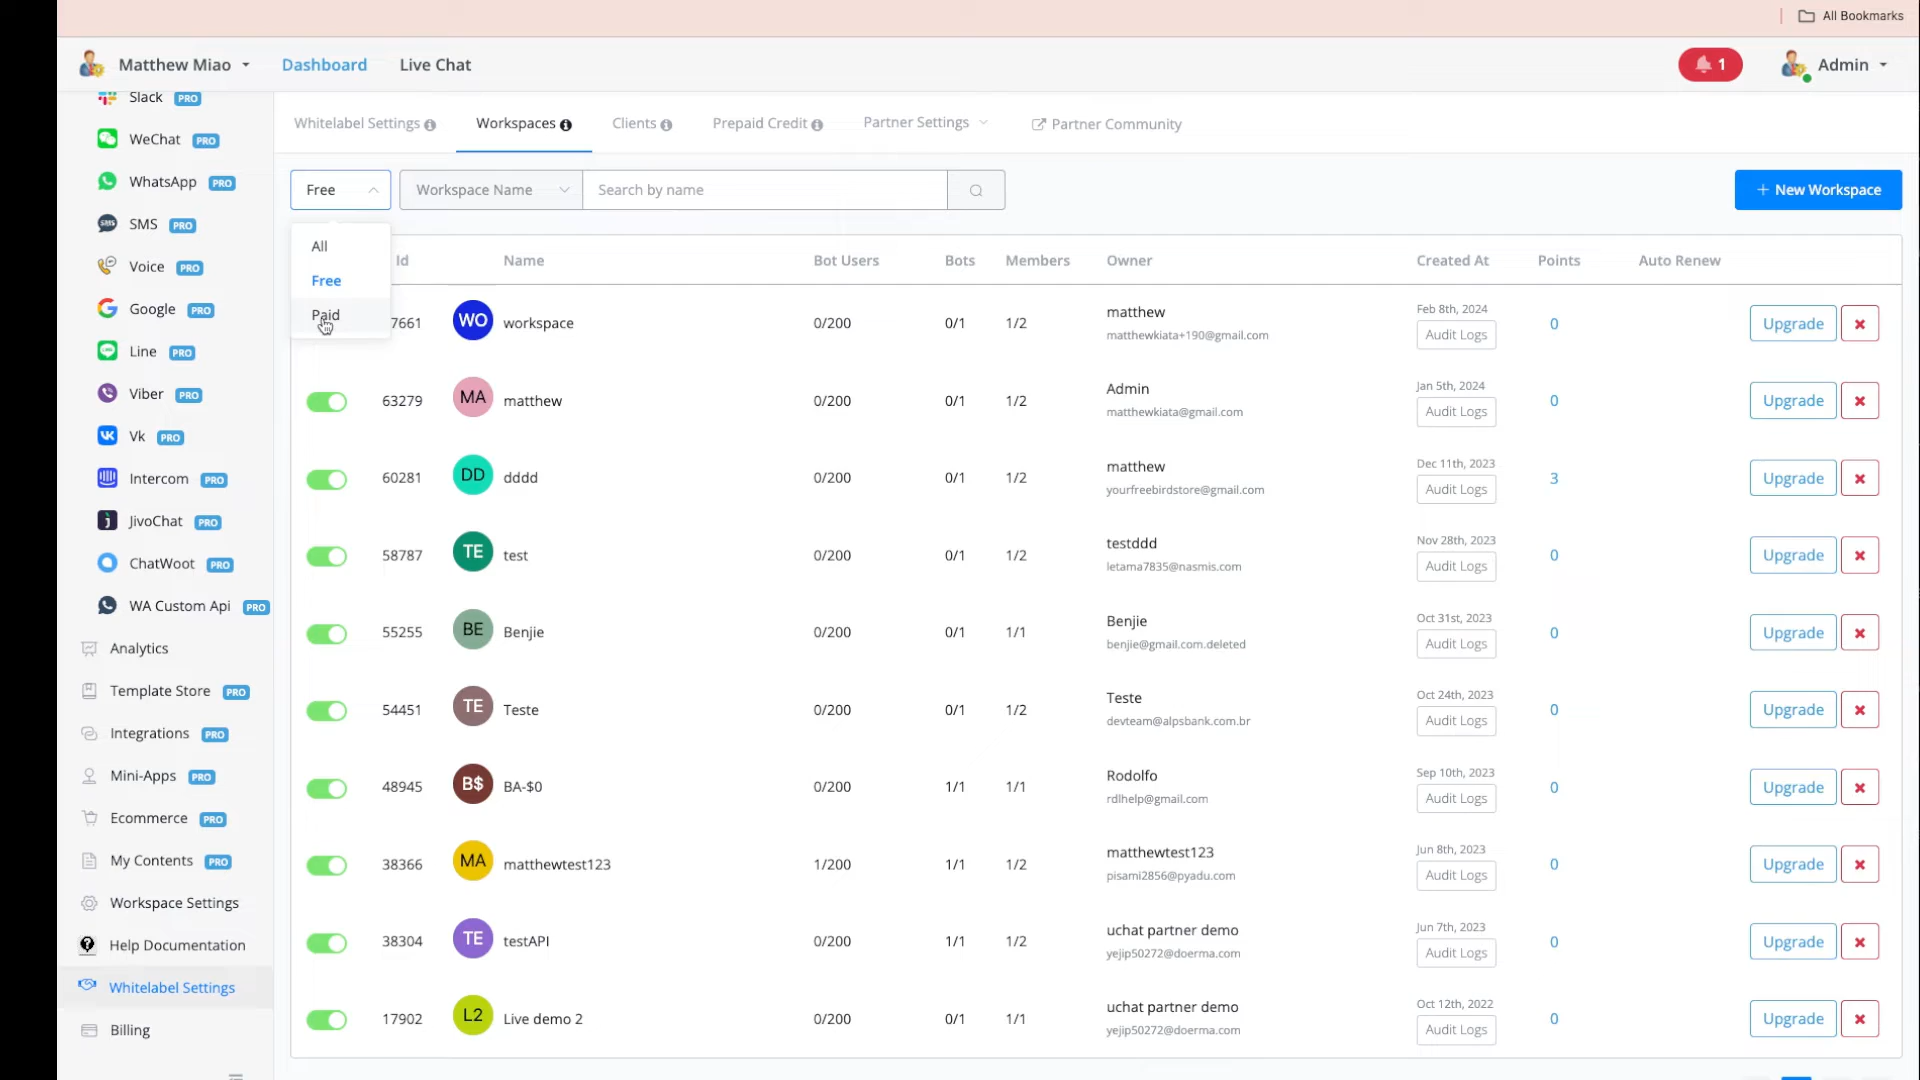 All Bookmarks
Matthew Miao
Dashboard
Live Chat
1
Admin
Slack PRO
WeChat PRO
WhatsApp PRO
SMS PRO
Voice PRO
Google PRO
Line PRO
Viber PRO
Vk PRO
Intercom PRO
JivoChat PRO
ChatWoot PRO
WA Custom Api PRO
Analytics
Template Store PRO
Integrations PRO
Mini-Apps PRO
Ecommerce PRO
My Contents PRO
Workspace Settings
Help Documentation
Whitelabel Settings
Billing
Whitelabel Settings
Workspaces
Clients
Prepaid Credit
Partner Settings
Partner Community
Free
Workspace Name
Search by name
+ New Workspace
All
Free
Paid
Id Name Bot Users Bots Members Owner Created At Points Auto Renew
7661 WO workspace 0/200 0/1 1/2 matthew Feb 8th, 2024 0 Upgrade
matthewkiata+190@gmail.com Audit Logs
63279 MA matthew 0/200 0/1 1/2 Admin Jan 5th, 2024 0 Upgrade
matthewkiata@gmail.com Audit Logs
60281 DD dddd 0/200 0/1 1/2 matthew Dec 11th, 2023 3 Upgrade
yourfreebirdstore@gmail.com Audit Logs
58787 TE test 0/200 0/1 1/2 testddd Nov 28th, 2023 0 Upgrade
letama7835@nasmis.com Audit Logs
55255 BE Benjie 0/200 0/1 1/1 Benjie Oct 31st, 2023 0 Upgrade
benjie@gmail.com.deleted Audit Logs
54451 TE Teste 0/200 0/1 1/2 Teste Oct 24th, 2023 0 Upgrade
devteam@alpsbank.com.br Audit Logs
48945 B$ BA-$0 0/200 1/1 1/1 Rodolfo Sep 10th, 2023 0 Upgrade
rdlhelp@gmail.com Audit Logs
38366 MA matthewtest123 1/200 1/1 1/2 matthewtest123 Jun 8th, 2023 0 Upgrade
pisami2856@pyadu.com Audit Logs
38304 TE testAPI 0/200 1/1 1/2 uchat partner demo Jun 7th, 2023 0 Upgrade
yejip50272@doerma.com Audit Logs
17902 L2 Live demo 2 0/200 0/1 1/1 uchat partner demo Oct 12th, 2022 0 Upgrade
yejip50272@doerma.com Audit Logs